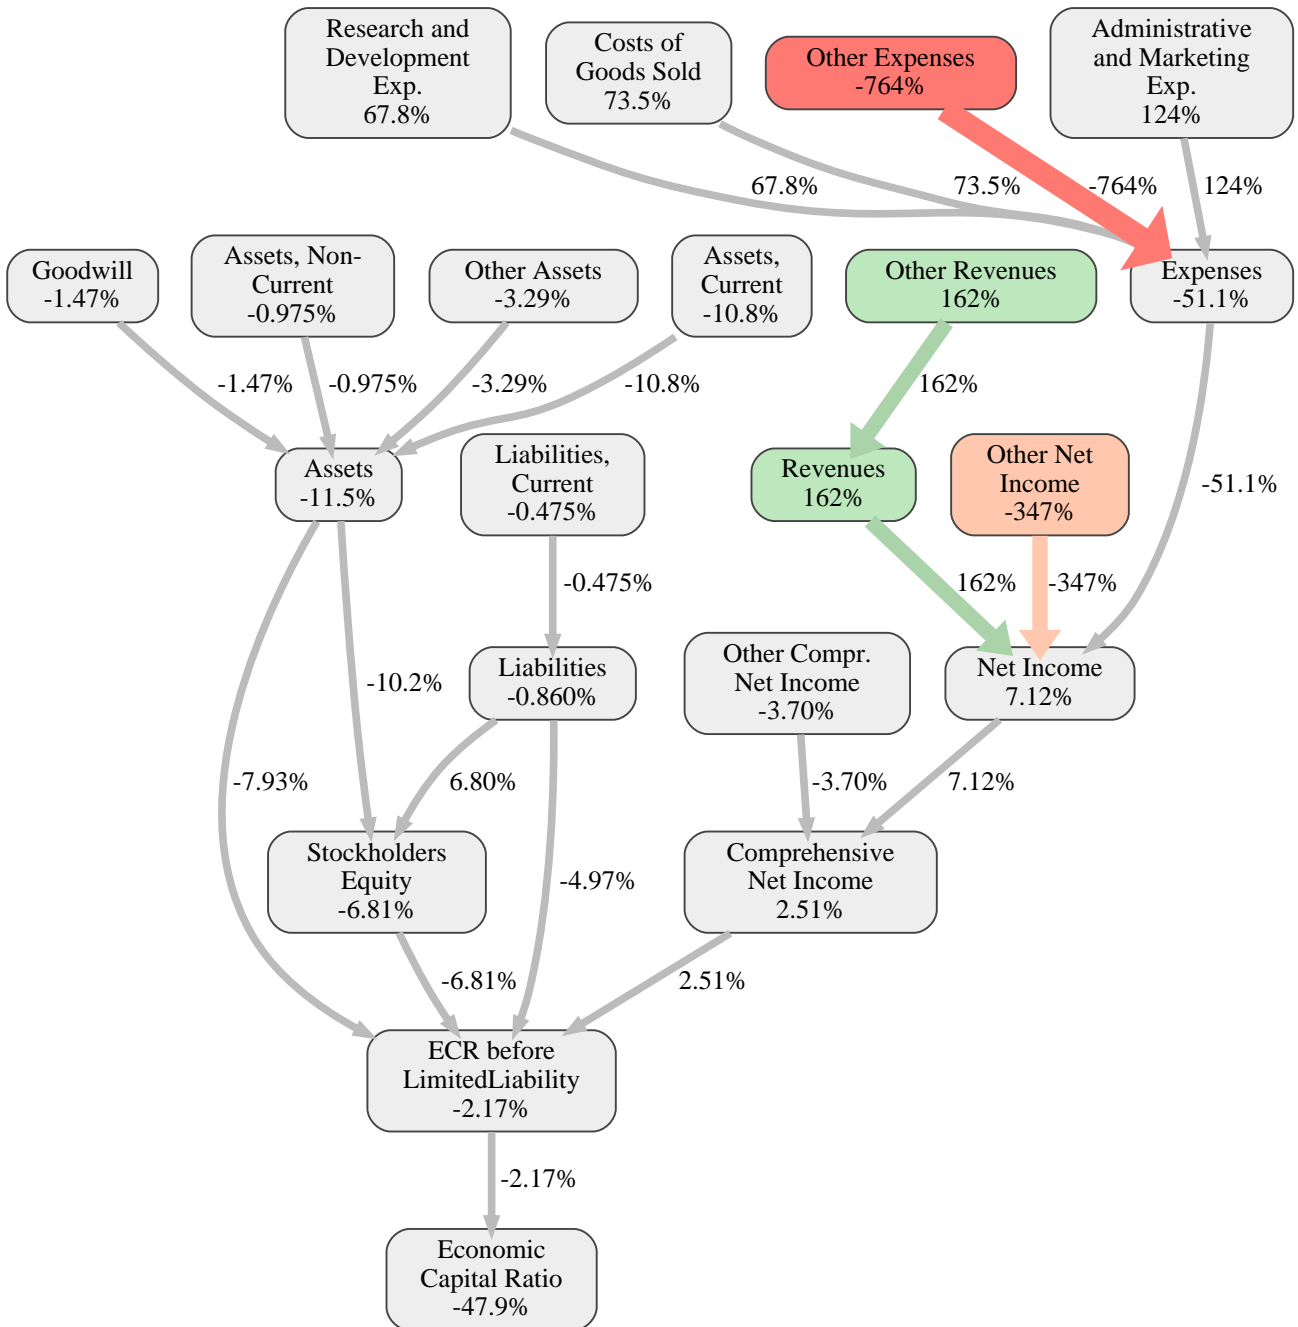 Research and
Development
Exp.
67.8%
Costs of
Goods Sold
73.5%
Other Expenses
-764%
Administrative
and Marketing
Exp.
124%
67.8%
73.5%
-764%
124%
Goodwill
-1.47%
Assets, Non-
Current
-0.975%
Other Assets
-3.29%
Assets,
Current
-10.8%
Other Revenues
162%
Expenses
-51.1%
-1.47%
-0.975%
-3.29%
-10.8%
162%
-51.1%
Assets
-11.5%
Liabilities,
Current
-0.475%
Revenues
162%
Other Net
Income
-347%
-0.475%
162%
-347%
-10.2%
Liabilities
-0.860%
Other Compr.
Net Income
-3.70%
Net Income
7.12%
-7.93%
6.80%
-3.70%
7.12%
Stockholders
Equity
-6.81%
-4.97%
Comprehensive
Net Income
2.51%
-6.81%
2.51%
ECR before
LimitedLiability
-2.17%
-2.17%
Economic
Capital Ratio
-47.9%